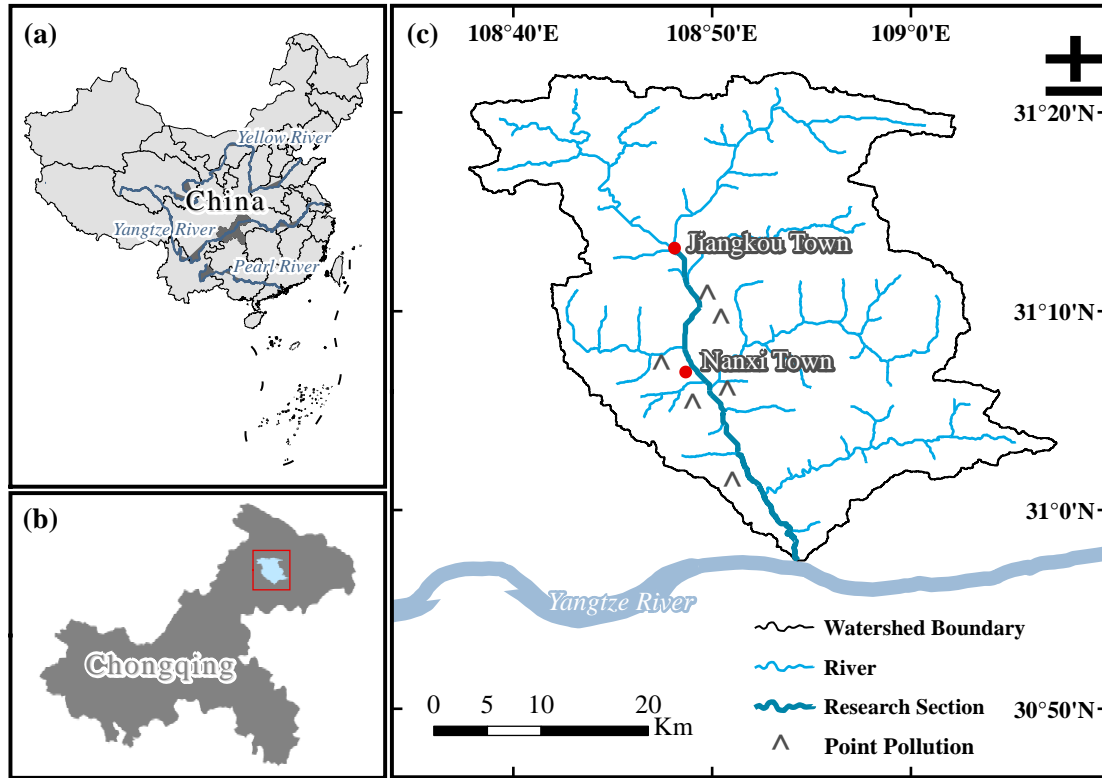 (a)
Yellow River
China
Yangtze River
Pearl River
(b)
Chongqing
(c)
108°40'E
108°50'E
109°0'E
31°20'N
Jiangkou Town
31°10'N
Nanxi Town
31°0'N
Yangtze River
Watershed Boundary
River
Research Section
30°50'N
Point Pollution
0 5 10 20
Km